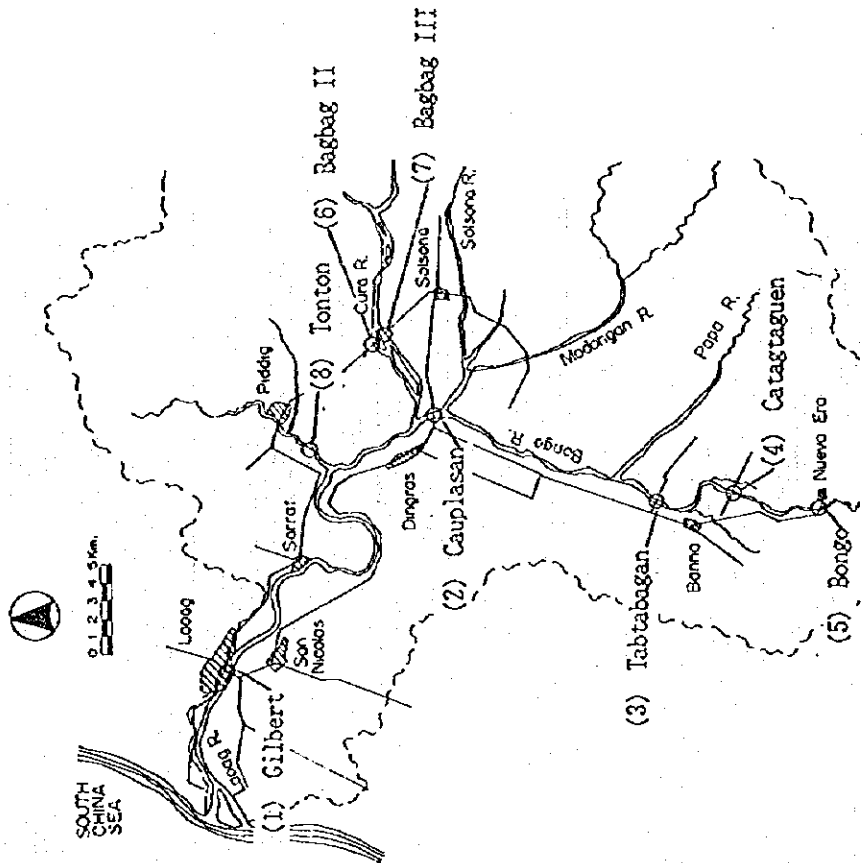 SOUTH
CHINA
SEA
0 1 2 3 4 5 Km.
Laoag
Laoag R.
(1) Gilbert
San
Nicolas
Sarrat
Piddig
(8) Tonton
(6) Bagbag II
Cura R.
(7) Bagbag III
Solsona
Solsona R.
Dingras
(2) Cauplasan
Madongan R.
Bongo R.
Papa R.
(3) Tabtabagan
Banna
(4) Catagtaguen
Nueva Era
(5) Bongo